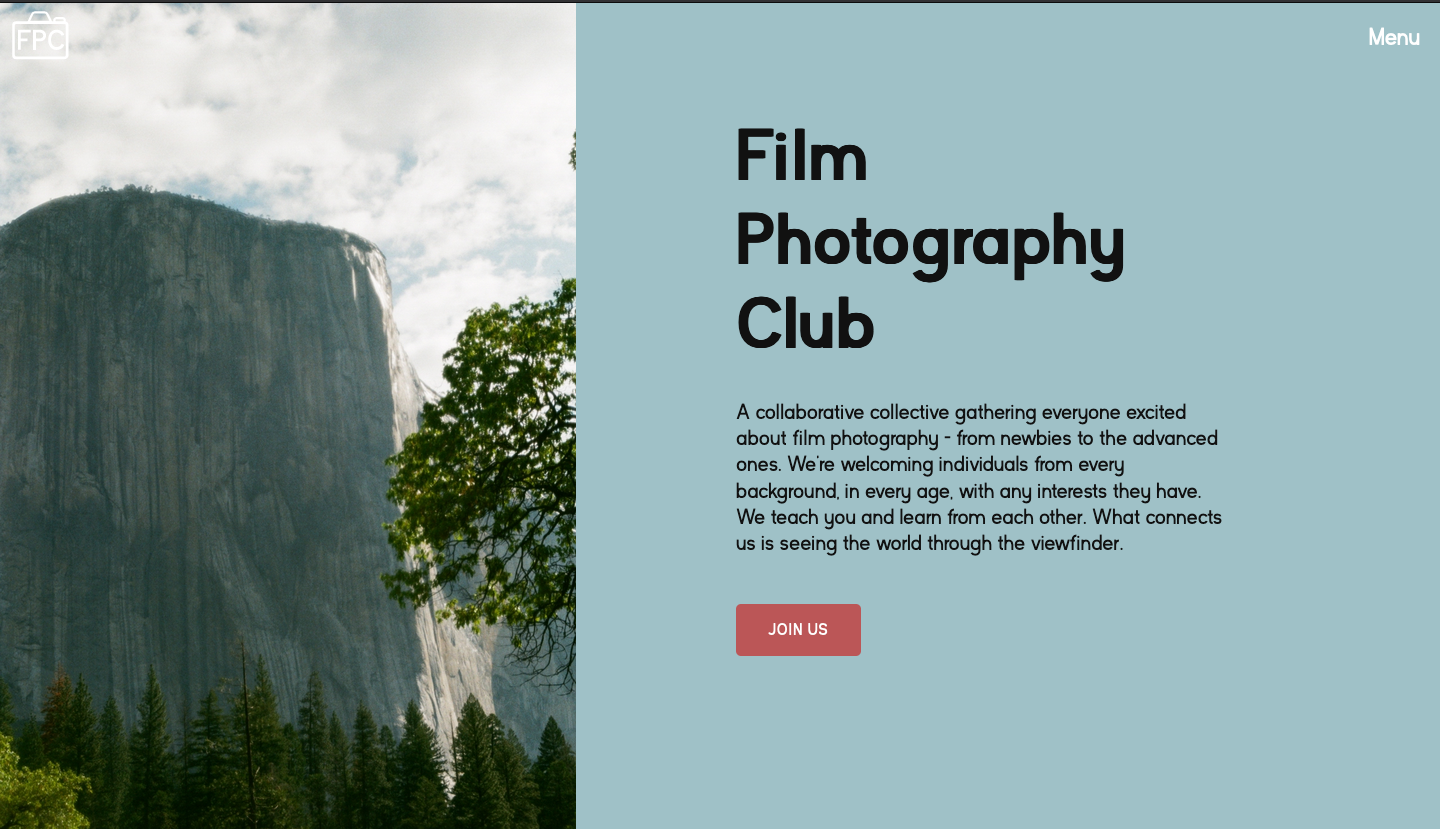 FPC
Menu
Film
Photography
Club
A collaborative collective gathering everyone excited
about film photography - from newbies to the advanced
ones. We're welcoming individuals from every
background, in every age, with any interests they have.
We teach you and learn from each other. What connects
us is seeing the world through the viewfinder.
JOIN US